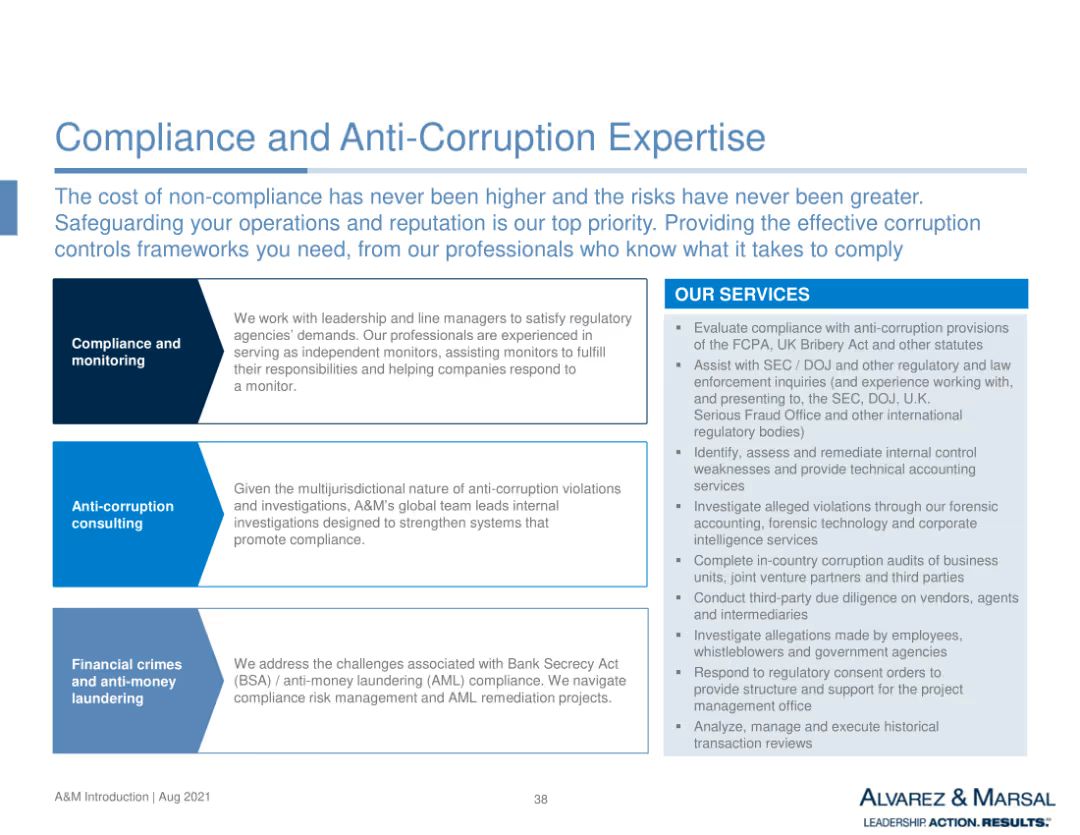 Compliance and Anti-Corruption Expertise
The cost of non-compliance has never been higher and the risks have never been greater.
Safeguarding your operations and reputation is our top priority. Providing the effective corruption
controls frameworks you need, from our professionals who know what it takes to comply
Compliance and
monitoring
We work with leadership and line managers to satisfy regulatory
agencies’ demands. Our professionals are experienced in
serving as independent monitors, assisting monitors to fulfill
their responsibilities and helping companies respond to
a monitor.
Anti-corruption
consulting
Given the multijurisdictional nature of anti-corruption violations
and investigations, A&M’s global team leads internal
investigations designed to strengthen systems that
promote compliance.
Financial crimes
and anti-money
laundering
We address the challenges associated with Bank Secrecy Act
(BSA) / anti-money laundering (AML) compliance. We navigate
compliance risk management and AML remediation projects.
OUR SERVICES
▪ Evaluate compliance with anti-corruption provisions
of the FCPA, UK Bribery Act and other statutes
▪ Assist with SEC / DOJ and other regulatory and law
enforcement inquiries (and experience working with,
and presenting to, the SEC, DOJ, U.K.
Serious Fraud Office and other international
regulatory bodies)
▪ Identify, assess and remediate internal control
weaknesses and provide technical accounting
services
▪ Investigate alleged violations through our forensic
accounting, forensic technology and corporate
intelligence services
▪ Complete in-country corruption audits of business
units, joint venture partners and third parties
▪ Conduct third-party due diligence on vendors, agents
and intermediaries
▪ Investigate allegations made by employees,
whistleblowers and government agencies
▪ Respond to regulatory consent orders to
provide structure and support for the project
management office
▪ Analyze, manage and execute historical
transaction reviews
A&M Introduction | Aug 2021
38
ALVAREZ & MARSAL
LEADERSHIP. ACTION. RESULTS.